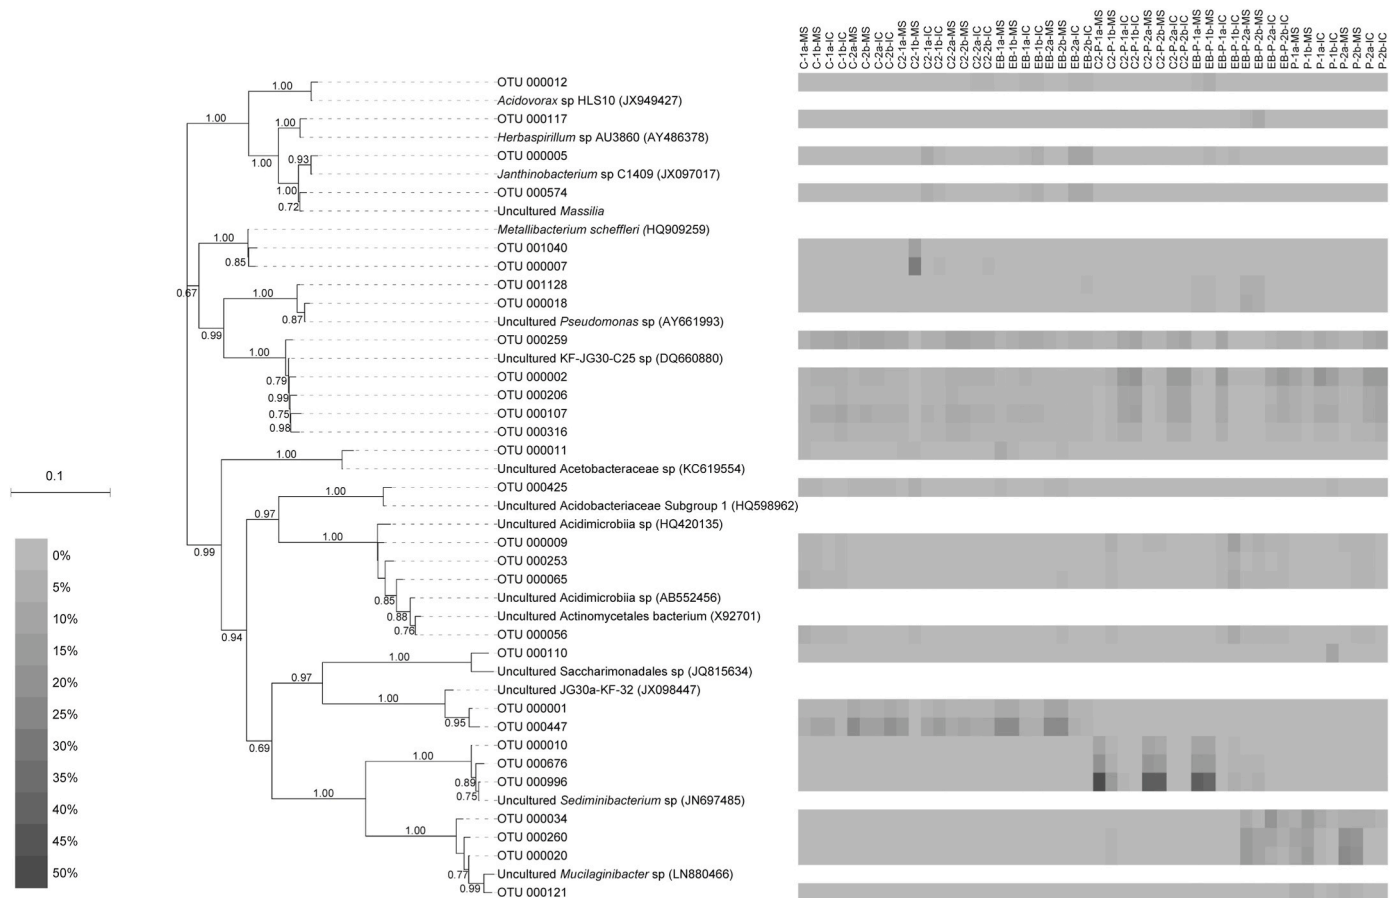 C-1a-MS
C-1b-MS
C-1a-IC
C-1b-IC
C-2a-MS
C-2b-MS
C-2a-IC
C-2b-IC
C2-1a-MS
C2-1b-MS
C2-1a-IC
C2-1b-IC
C2-2a-MS
C2-2b-MS
C2-2a-IC
C2-2b-IC
EB-1a-MS
EB-1b-MS
EB-1a-IC
EB-1b-IC
EB-2a-MS
EB-2b-MS
EB-2a-IC
EB-2b-IC
C2-P-1a-MS
C2-P-1b-MS
C2-P-1a-IC
C2-P-1b-IC
C2-P-2a-MS
C2-P-2b-MS
C2-P-2a-IC
C2-P-2b-IC
EB-P-1a-MS
EB-P-1b-MS
EB-P-1a-IC
EB-P-1b-IC
EB-P-2a-MS
EB-P-2b-MS
EB-P-2a-IC
EB-P-2b-IC
P-1a-MS
P-1b-MS
P-1a-IC
P-1b-IC
P-2a-MS
P-2b-MS
P-2a-IC
P-2b-IC
OTU 000012
1.00
Acidovorax sp HLS10 (JX949427)
1.00
OTU 000117
1.00
Herbaspirillum sp AU3860 (AY486378)
OTU 000005
0.93
1.00
Janthinobacterium sp C1409 (JX097017)
1.00
OTU 000574
0.72
Uncultured Massilia
Metallibacterium scheffleri (HQ909259)
1.00
OTU 001040
0.85
OTU 000007
OTU 001128
0.67
1.00
OTU 000018
0.87
Uncultured Pseudomonas sp (AY661993)
0.99
OTU 000259
1.00
Uncultured KF-JG30-C25 sp (DQ660880)
OTU 000002
0.79
OTU 000206
0.99
OTU 000107
0.75
0.98
OTU 000316
OTU 000011
1.00
Uncultured Acetobacteraceae sp (KC619554)
0.1
OTU 000425
1.00
Uncultured Acidobacteriaceae Subgroup 1 (HQ598962)
0.97
Uncultured Acidimicrobiia sp (HQ420135)
1.00
OTU 000009
0.99
OTU 000253
OTU 000065
0.85
Uncultured Acidimicrobiia sp (AB552456)
0.88
Uncultured Actinomycetales bacterium (X92701)
0.76
0.94
OTU 000056
OTU 000110
1.00
Uncultured Saccharimonadales sp (JQ815634)
0.97
Uncultured JG30a-KF-32 (JX098447)
1.00
OTU 000001
0.95
OTU 000447
0.69
OTU 000010
1.00
OTU 000676
0.89
OTU 000996
0.75
1.00
Uncultured Sediminibacterium sp (JN697485)
OTU 000034
1.00
OTU 000260
OTU 000020
0.77
Uncultured Mucilaginibacter sp (LN880466)
0.99
OTU 000121
0%
5%
10%
15%
20%
25%
30%
35%
40%
45%
50%